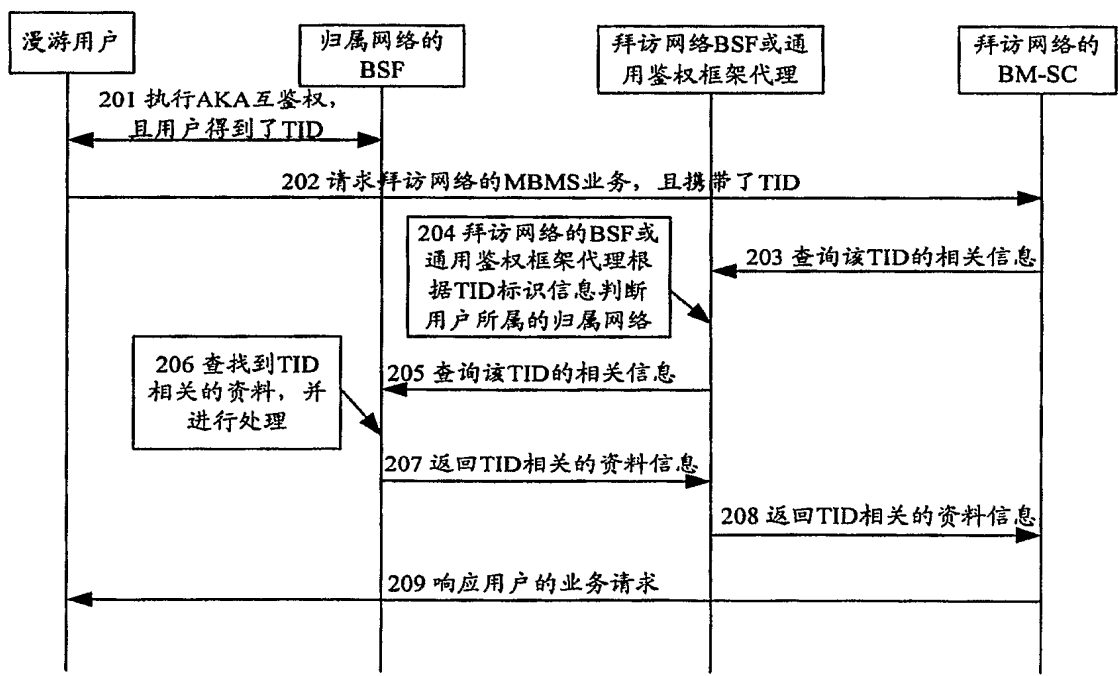 漫游用户
归属网络的
BSF
拜访网络BSF或通
用鉴权框架代理
拜访网络的
BM-SC
201 执行AKA互鉴权，
且用户得到了TID
202 请求拜访网络的MBMS业务，且携带了TID
203 查询该TID的相关信息
204 拜访网络的BSF或
通用鉴权框架代理根
据TID标识信息判断
用户所属的归属网络
205 查询该TID的相关信息
206 查找到TID
相关的资料，并
进行处理
207 返回TID相关的资料信息
208 返回TID相关的资料信息
209 响应用户的业务请求